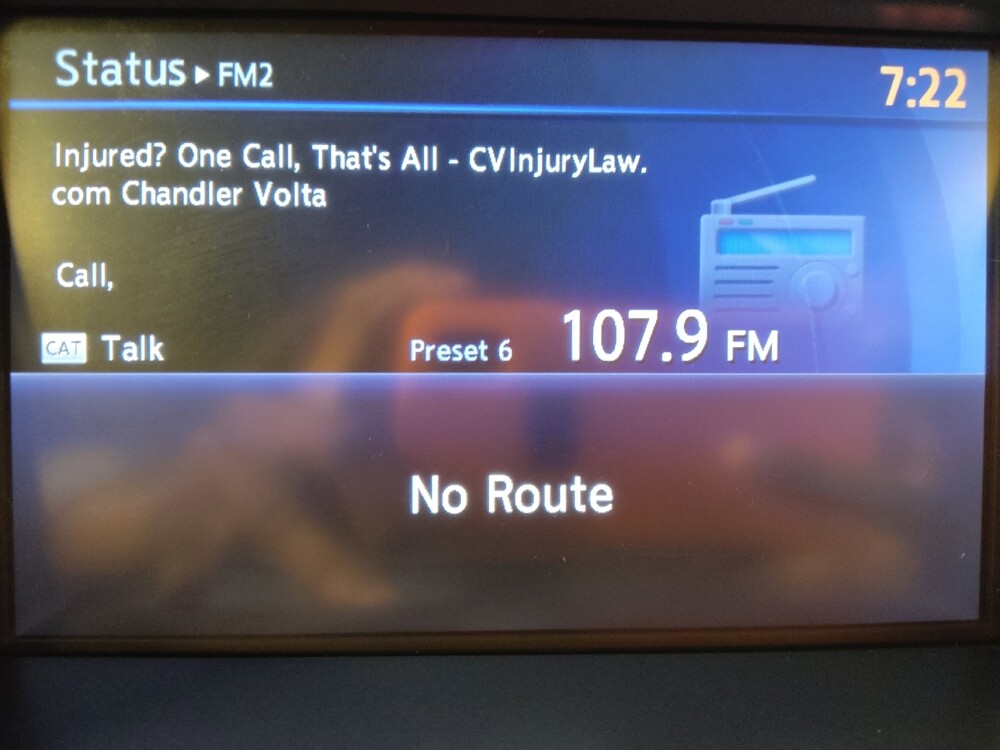 Status ▶ FM2
7:22
Injured? One Call, That's All - CVInjuryLaw.
com Chandler Volta
Call,
CAT Talk
Preset 6
107.9 FM
No Route